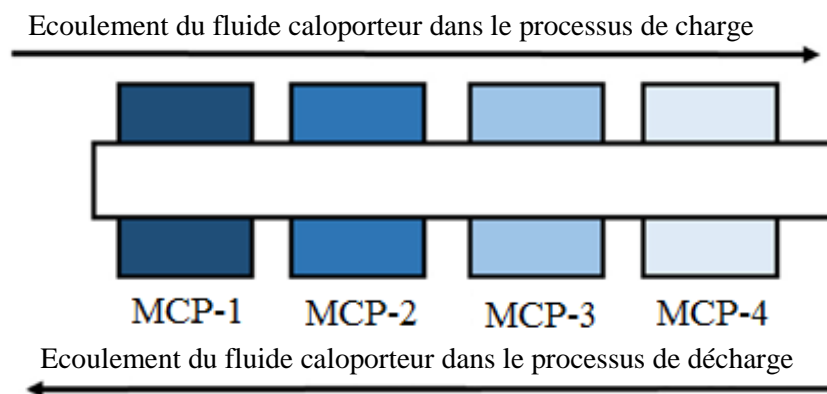 Ecoulement du fluide caloporteur dans le processus de charge
MCP-1 MCP-2 MCP-3 MCP-4
Ecoulement du fluide caloporteur dans le processus de décharge